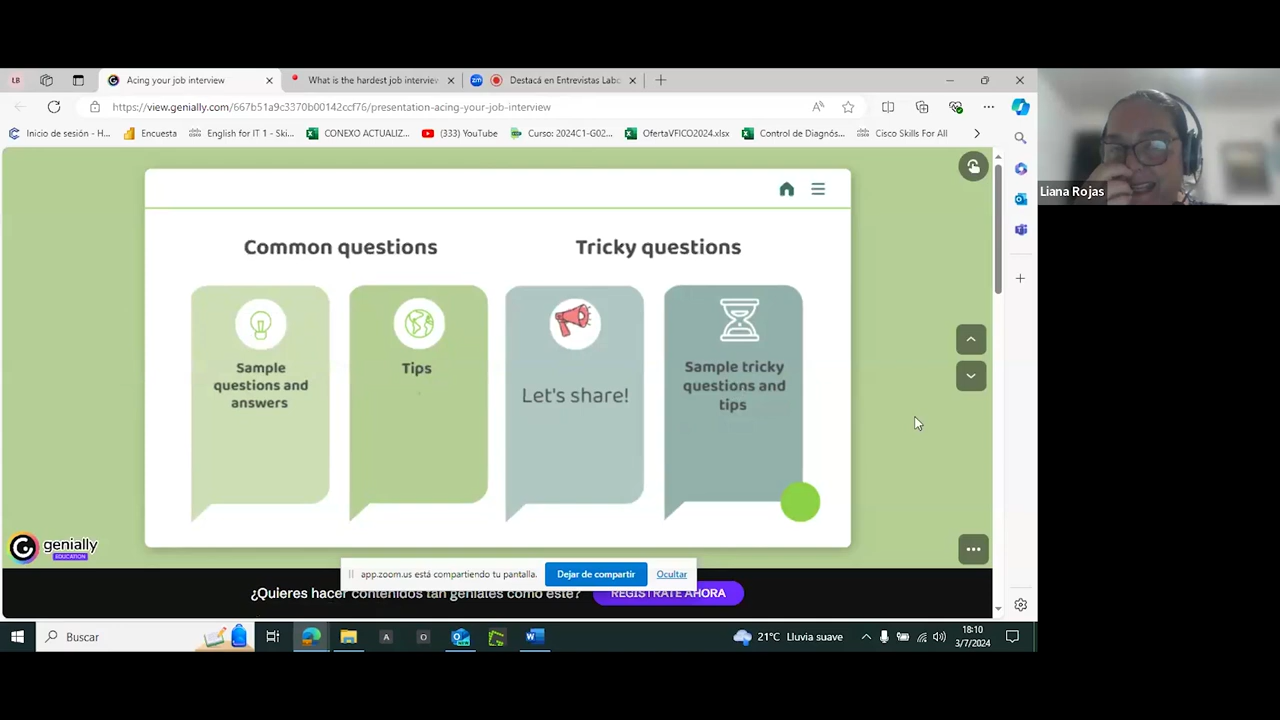 LB
Acing your job interview
What is the hardest job interview
zm
Destacá en Entrevistas Labo
https://view.genially.com/667b51a9c3370b00142ccf76/presentation-acing-your-job-interview
Inicio de sesión - H...
Encuesta
English for IT 1 - Ski...
CONEXO ACTUALIZ...
(333) YouTube
Curso: 2024C1-G02...
OfertaVFICO2024.xlsx
Control de Diagnós...
Cisco Skills For All
Liana Rojas
Common questions
Tricky questions
Sample
questions and
answers
Tips
Let's share!
Sample tricky
questions and
tips
genially
EDUCATION
app.zoom.us está compartiendo tu pantalla.
Dejar de compartir
Ocultar
¿Quieres hacer contenidos tan geniales como este?
REGÍSTRATE AHORA
Buscar
21°C Lluvia suave
18:10
3/7/2024